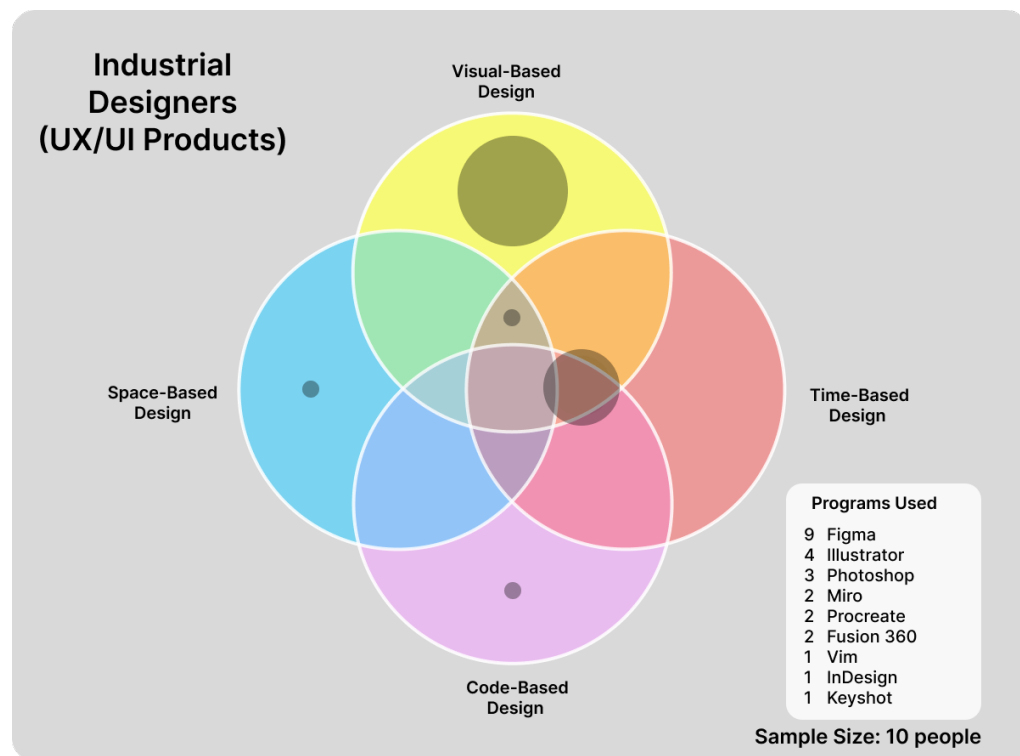 Industrial
Designers
(UX/UI Products)
Visual-Based
Design
Space-Based
Design
Time-Based
Design
Code-Based
Design
Programs Used
9 Figma
4 Illustrator
3 Photoshop
2 Miro
2 Procreate
2 Fusion 360
1 Vim
1 InDesign
1 Keyshot
Sample Size: 10 people